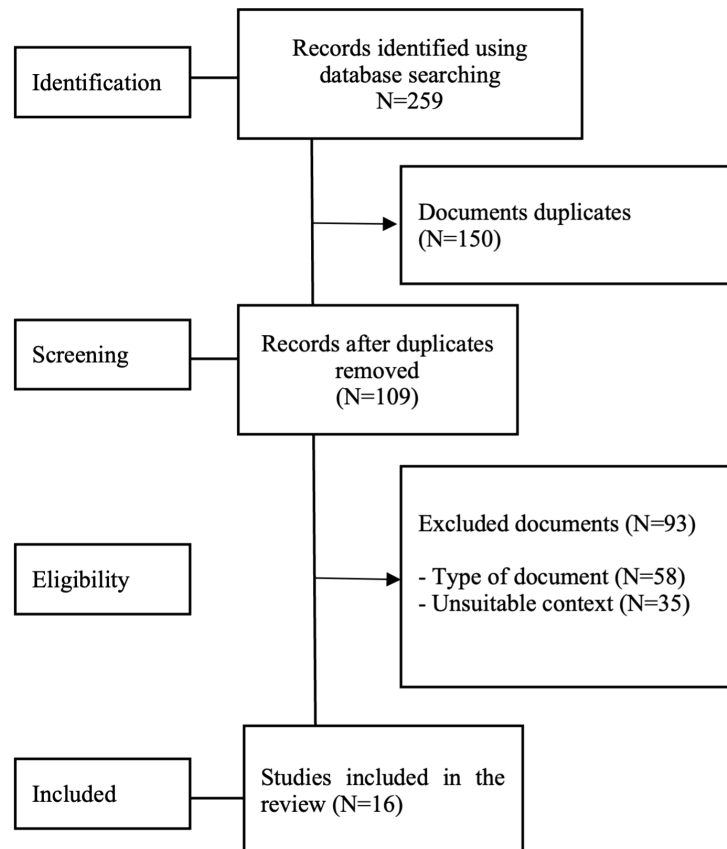 Identification
Records identified using
database searching
N=259
Documents duplicates
(N=150)
Screening
Records after duplicates
removed
(N=109)
Eligibility
Excluded documents (N=93)
- Type of document (N=58)
- Unsuitable context (N=35)
Included
Studies included in the
review (N=16)